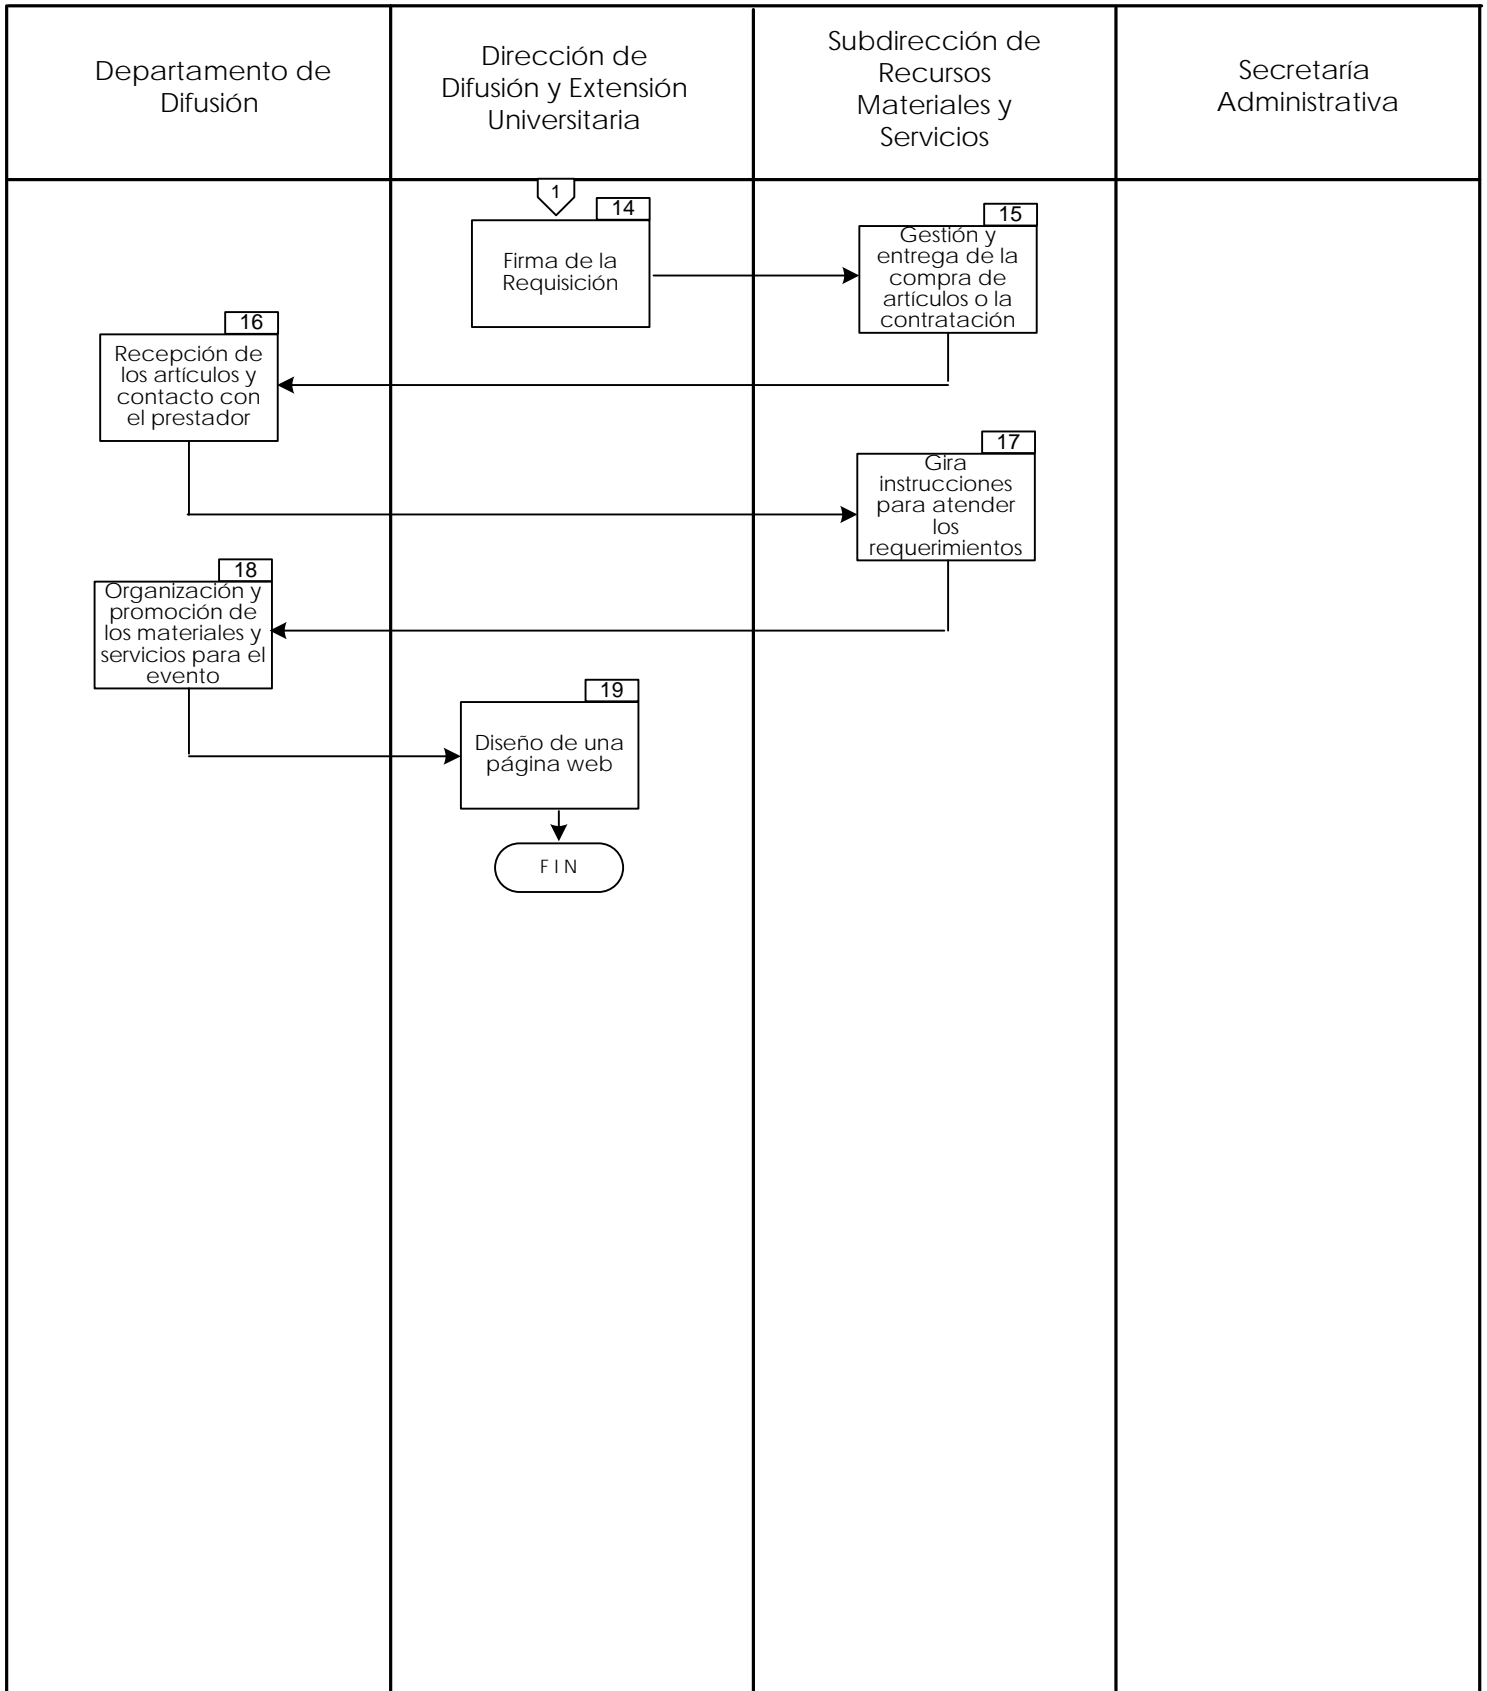 Departamento de
Difusión
Dirección de
Difusión y Extensión
Universitaria
Subdirección de
Recursos
Materiales y
Servicios
Secretaría
Administrativa
1
14
Firma de la
Requisición
15
Gestión y
entrega de la
compra de
artículos o la
contratación
16
Recepción de
los artículos y
contacto con
el prestador
17
Gira
instrucciones
para atender
los
requerimientos
18
Organización y
promoción de
los materiales y
servicios para el
evento
19
Diseño de una
página web
FIN